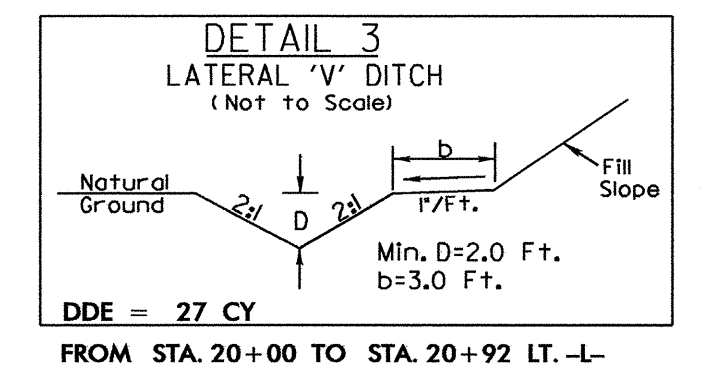 DETAIL 3
LATERAL 'V' DITCH
(Not to Scale)
b
Natural
Ground
2:1
D
2:1
1"/Ft.
Fill
Slope
Min. D=2.0 Ft.
b=3.0 Ft.
DDE = 27 CY
FROM STA. 20+00 TO STA. 20+92 LT. -L-